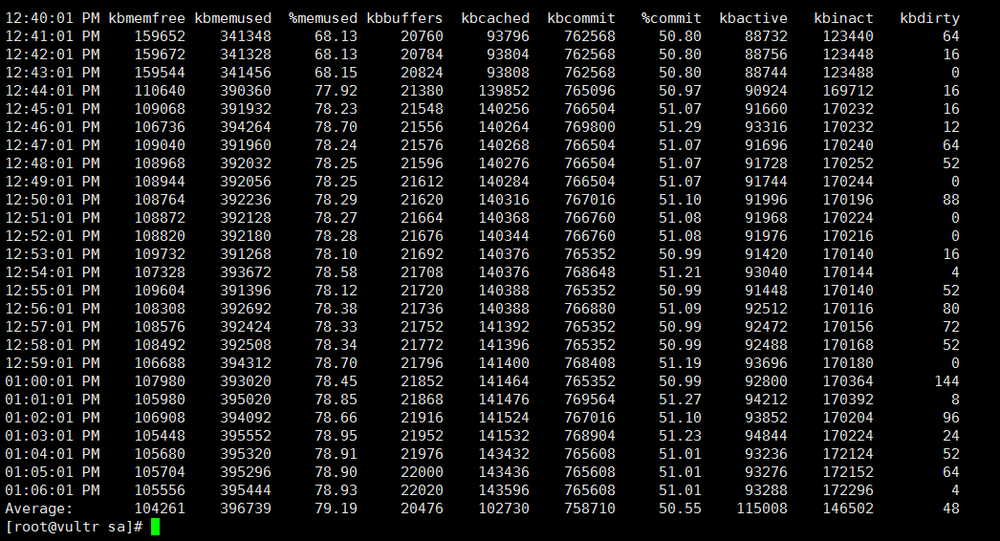 12:40:01 PM kbmemfree kbmemused %memused kbbuffers kbcached kbcommit %commit kbactive kbinact kbdirty
12:41:01 PM 159652 341348 68.13 20760 93796 762568 50.80 88732 123440 64
12:42:01 PM 159672 341328 68.13 20784 93804 762568 50.80 88756 123448 16
12:43:01 PM 159544 341456 68.15 20824 93808 762568 50.80 88744 123488 0
12:44:01 PM 110640 390360 77.92 21380 139852 765096 50.97 90924 169712 16
12:45:01 PM 109068 391932 78.23 21548 140256 766504 51.07 91660 170232 16
12:46:01 PM 106736 394264 78.70 21556 140264 769800 51.29 93316 170232 12
12:47:01 PM 109040 391960 78.24 21576 140268 766504 51.07 91696 170240 64
12:48:01 PM 108968 392032 78.25 21596 140276 766504 51.07 91728 170252 52
12:49:01 PM 108944 392056 78.25 21612 140284 766504 51.07 91744 170244 0
12:50:01 PM 108764 392236 78.29 21620 140316 767016 51.10 91996 170196 88
12:51:01 PM 108872 392128 78.27 21664 140368 766760 51.08 91968 170224 0
12:52:01 PM 108820 392180 78.28 21676 140344 766760 51.08 91976 170216 0
12:53:01 PM 109732 391268 78.10 21692 140376 765352 50.99 91420 170140 16
12:54:01 PM 107328 393672 78.58 21708 140376 768648 51.21 93040 170144 4
12:55:01 PM 109604 391396 78.12 21720 140388 765352 50.99 91448 170140 52
12:56:01 PM 108308 392692 78.38 21736 140388 766880 51.09 92512 170116 80
12:57:01 PM 108576 392424 78.33 21752 141392 765352 50.99 92472 170156 72
12:58:01 PM 108492 392508 78.34 21772 141396 765352 50.99 92488 170168 52
12:59:01 PM 106688 394312 78.70 21796 141400 768408 51.19 93696 170180 0
01:00:01 PM 107980 393020 78.45 21852 141464 765352 50.99 92800 170364 144
01:01:01 PM 105980 395020 78.85 21868 141476 769564 51.27 94212 170392 8
01:02:01 PM 106908 394092 78.66 21916 141524 767016 51.10 93852 170204 96
01:03:01 PM 105448 395552 78.95 21952 141532 768904 51.23 94844 170224 24
01:04:01 PM 105680 395320 78.91 21976 143432 765608 51.01 93236 172124 52
01:05:01 PM 105704 395296 78.90 22000 143436 765608 51.01 93276 172152 64
01:06:01 PM 105556 395444 78.93 22020 143596 765608 51.01 93288 172296 4
Average: 104261 396739 79.19 20476 102730 758710 50.55 115008 146502 48
[root@vultr sa]#